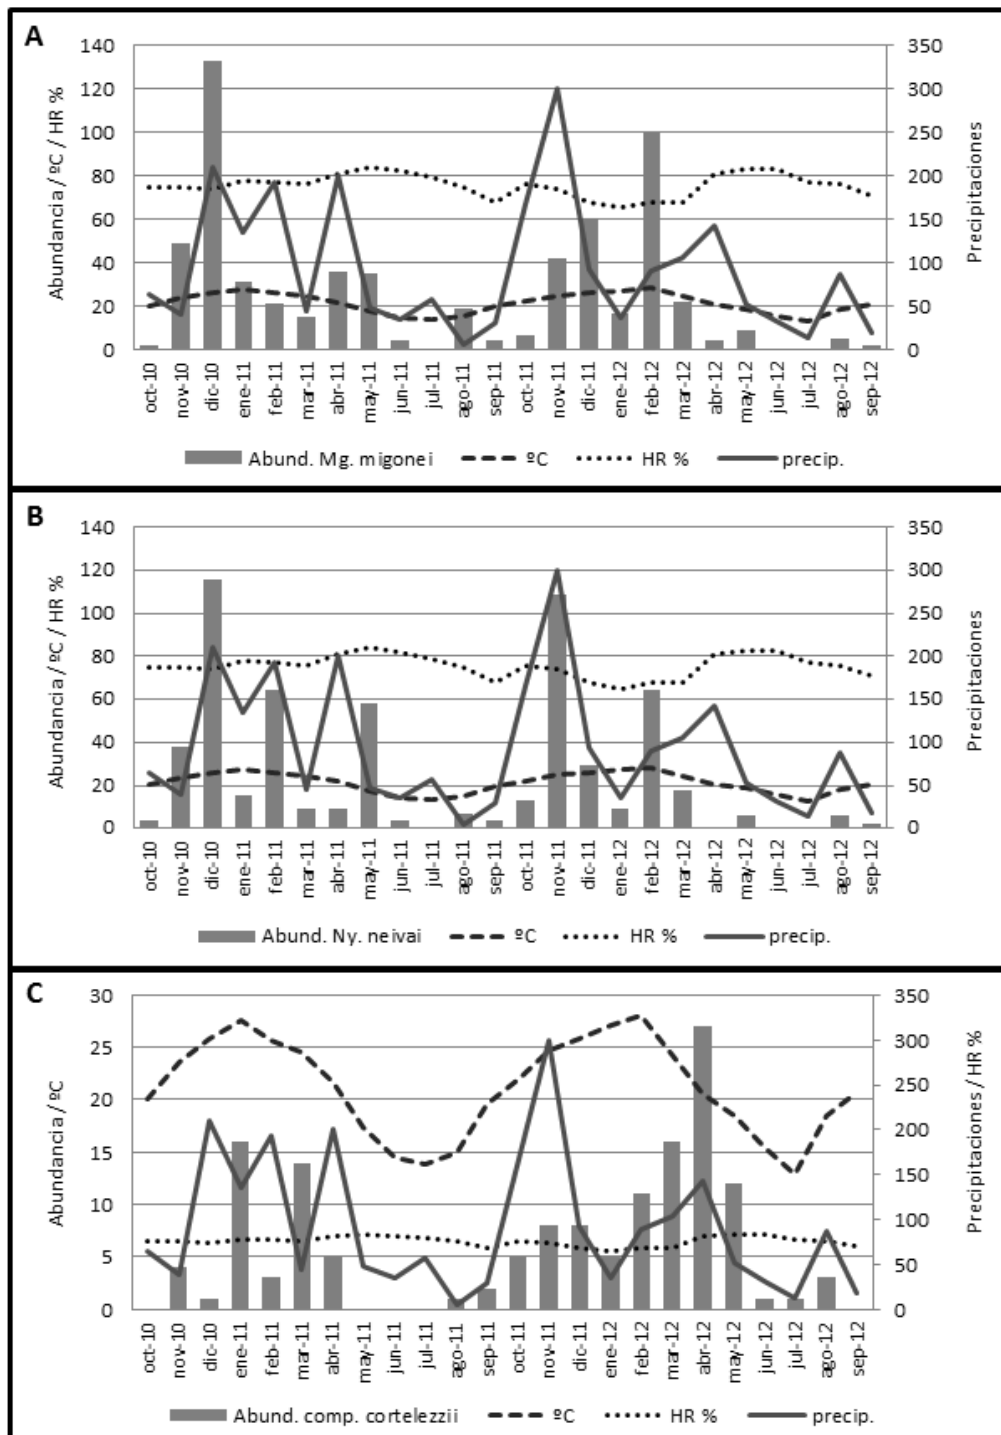 A
Abundancia / ºC / HR %
140
120
100
80
60
40
20
0
350
300
250
200
150
100
50
0
Precipitaciones
oct-10
nov-10
dic-10
ene-11
feb-11
mar-11
abr-11
may-11
jun-11
jul-11
ago-11
sep-11
oct-11
nov-11
dic-11
ene-12
feb-12
mar-12
abr-12
may-12
jun-12
jul-12
ago-12
sep-12
Abund. Mg. migonei ºC HR % precip.
B
Abundancia / ºC / HR %
140
120
100
80
60
40
20
0
350
300
250
200
150
100
50
0
Precipitaciones
oct-10
nov-10
dic-10
ene-11
feb-11
mar-11
abr-11
may-11
jun-11
jul-11
ago-11
sep-11
oct-11
nov-11
dic-11
ene-12
feb-12
mar-12
abr-12
may-12
jun-12
jul-12
ago-12
sep-12
Abund. Ny. neivai ºC HR % precip.
C
Abundancia / ºC
30
25
20
15
10
5
0
350
300
250
200
150
100
50
0
Precipitaciones / HR %
oct-10
nov-10
dic-10
ene-11
feb-11
mar-11
abr-11
may-11
jun-11
jul-11
ago-11
sep-11
oct-11
nov-11
dic-11
ene-12
feb-12
mar-12
abr-12
may-12
jun-12
jul-12
ago-12
sep-12
Abund. comp. cortelezzii ºC HR % precip.